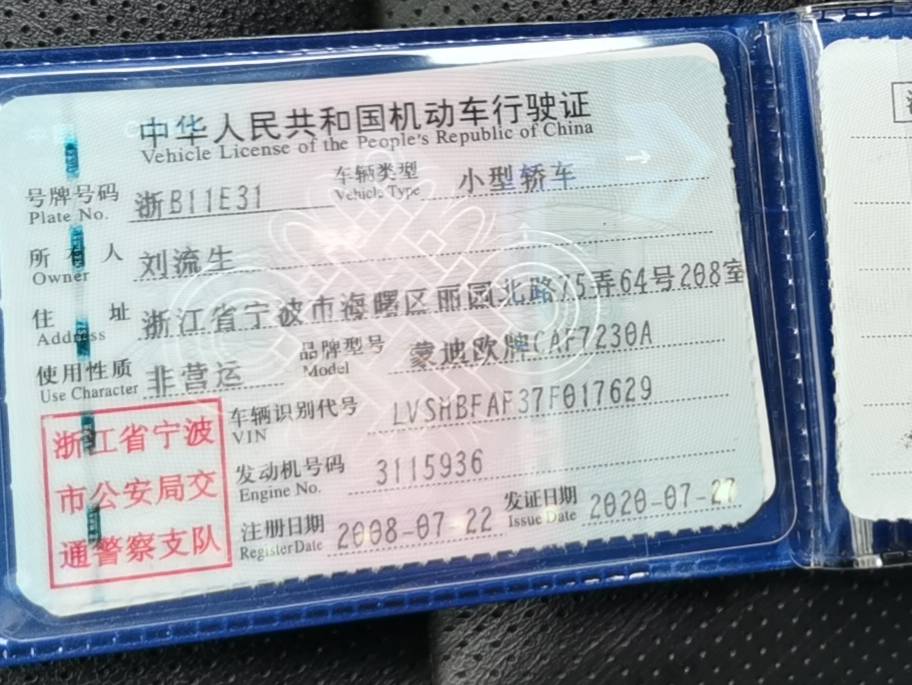 中华人民共和国机动车行驶证
Vehicle License of the People's Republic of China
号牌号码 浙B11E31 车辆类型 小型轿车
Plate No. Vehicle Type
所有人 刘流生
Owner
住址 浙江省宁波市海曙区丽园北路75弄64号208室
Address
使用性质 非营运 品牌型号 蒙迪欧牌CAF7230A
Use Character Model
车辆识别代号 LVSHBFAF37F017629
VIN
发动机号码 3115936
Engine No.
注册日期 2008-07-22 发证日期 2020-07-27
Register Date Issue Date
浙江省宁波
市公安局交
通警察支队